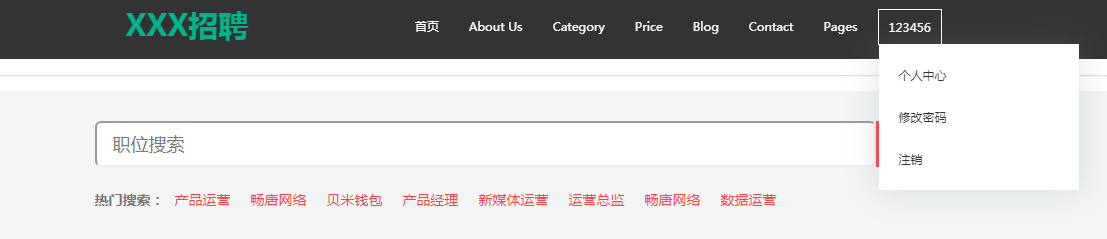 XXX招聘 首页 About Us Category Price Blog Contact Pages 123456
个人中心
修改密码
注销
职位搜索
热门搜索： 产品运营 畅唐网络 贝米钱包 产品经理 新媒体运营 运营总监 畅唐网络 数据运营